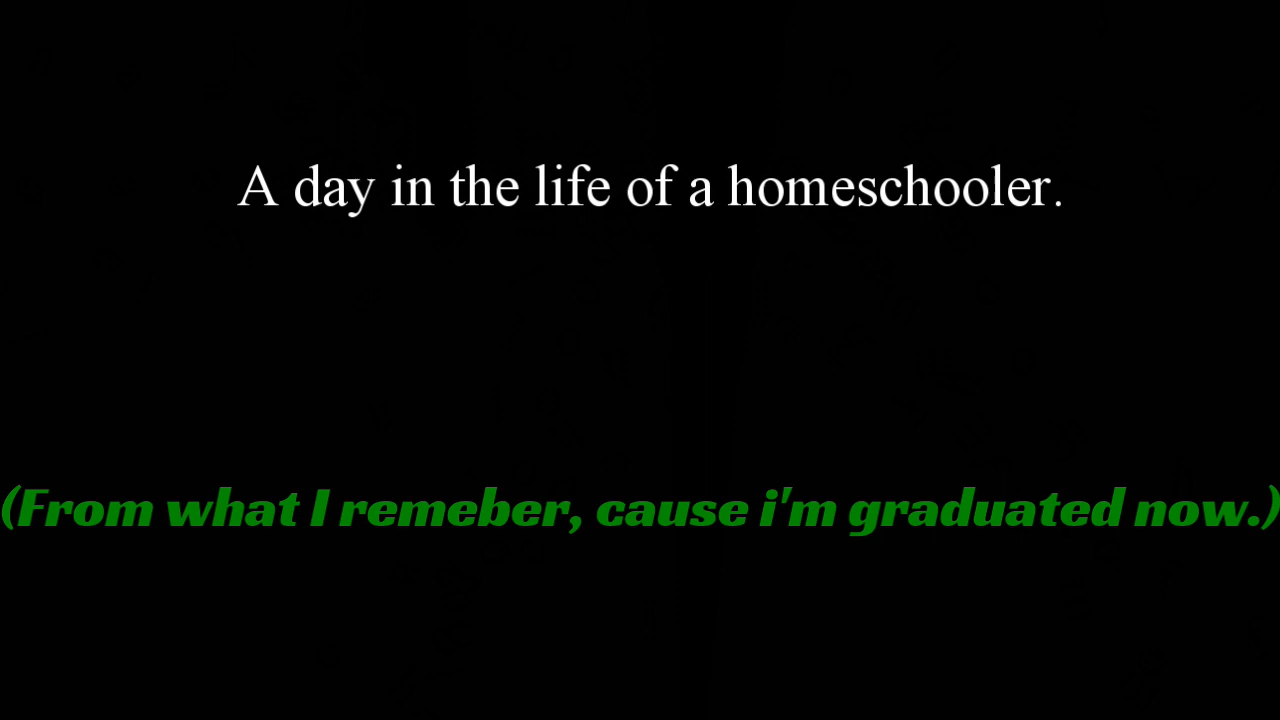 A day in the life of a homeschooler.
(From what I remeber, cause i'm graduated now.)